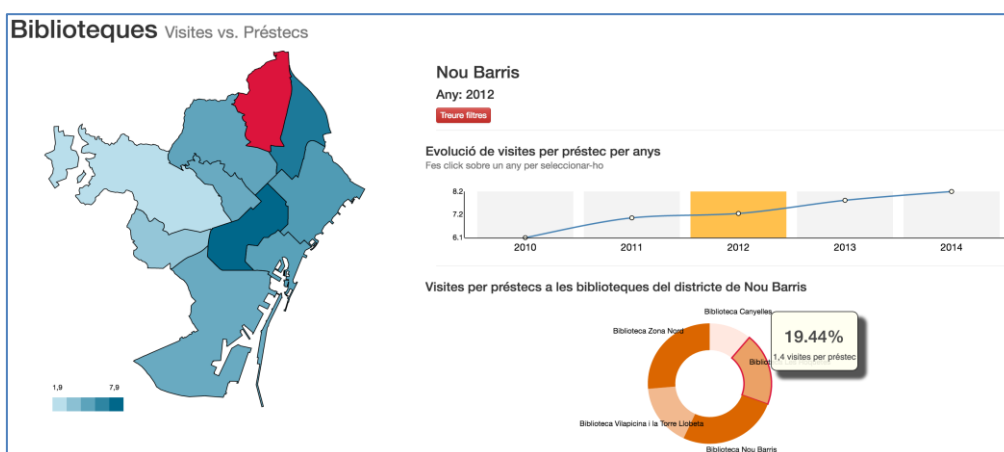 Biblioteques Visites vs. Préstecs
Nou Barris
Any: 2012
Treure filtres
Evolució de visites per préstec per anys
Fes click sobre un any per seleccionar-ho
8.2
7.2
6.1
2010 2011 2012 2013 2014
Visites per préstecs a les biblioteques del districte de Nou Barris
Biblioteca Canyelles
Biblioteca Zona Nord
19.44%
1,4 visites per préstec
Biblioteca Vilapicina i la Torre Llobeta
Biblioteca Nou Barris
1,9 7,9